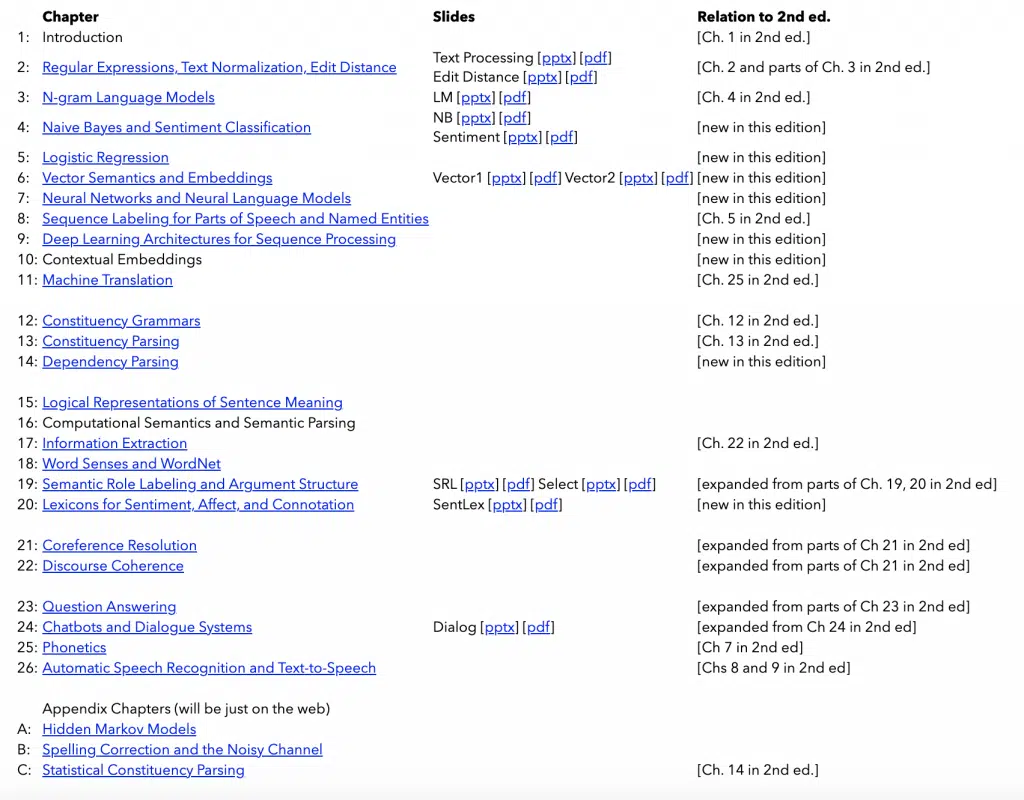 Chapter Slides Relation to 2nd ed.
1: Introduction [Ch. 1 in 2nd ed.]
2: Regular Expressions, Text Normalization, Edit Distance Text Processing [pptx] [pdf] [Ch. 2 and parts of Ch. 3 in 2nd ed.]
Edit Distance [pptx] [pdf]
3: N-gram Language Models LM [pptx] [pdf] [Ch. 4 in 2nd ed.]
4: Naive Bayes and Sentiment Classification NB [pptx] [pdf] [new in this edition]
Sentiment [pptx] [pdf]
5: Logistic Regression [new in this edition]
6: Vector Semantics and Embeddings Vector1 [pptx] [pdf] Vector2 [pptx] [pdf] [new in this edition]
7: Neural Networks and Neural Language Models [new in this edition]
8: Sequence Labeling for Parts of Speech and Named Entities [Ch. 5 in 2nd ed.]
9: Deep Learning Architectures for Sequence Processing [new in this edition]
10: Contextual Embeddings [new in this edition]
11: Machine Translation [Ch. 25 in 2nd ed.]
12: Constituency Grammars [Ch. 12 in 2nd ed.]
13: Constituency Parsing [Ch. 13 in 2nd ed.]
14: Dependency Parsing [new in this edition]
15: Logical Representations of Sentence Meaning
16: Computational Semantics and Semantic Parsing
17: Information Extraction [Ch. 22 in 2nd ed.]
18: Word Senses and WordNet
19: Semantic Role Labeling and Argument Structure SRL [pptx] [pdf] Select [pptx] [pdf] [expanded from parts of Ch. 19, 20 in 2nd ed]
20: Lexicons for Sentiment, Affect, and Connotation SentLex [pptx] [pdf] [new in this edition]
21: Coreference Resolution [expanded from parts of Ch 21 in 2nd ed]
22: Discourse Coherence [expanded from parts of Ch 21 in 2nd ed]
23: Question Answering [expanded from parts of Ch 23 in 2nd ed]
24: Chatbots and Dialogue Systems Dialog [pptx] [pdf] [expanded from Ch 24 in 2nd ed]
25: Phonetics [Ch 7 in 2nd ed]
26: Automatic Speech Recognition and Text-to-Speech [Chs 8 and 9 in 2nd ed]
Appendix Chapters (will be just on the web)
A: Hidden Markov Models
B: Spelling Correction and the Noisy Channel
C: Statistical Constituency Parsing [Ch. 14 in 2nd ed.]